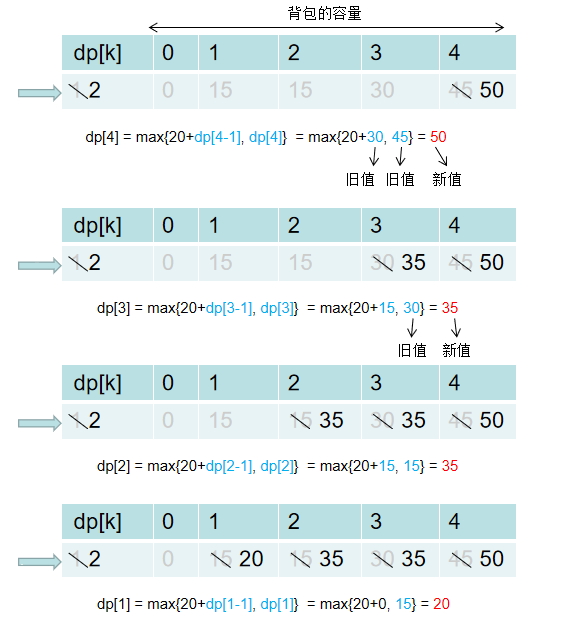 背包的容量
dp[k] 0 1 2 3 4
1 2 0 15 15 30 45 50
dp[4] = max{20+dp[4-1], dp[4]} = max{20+30, 45} = 50
旧值 旧值 新值
dp[k] 0 1 2 3 4
1 2 0 15 15 30 35 45 50
dp[3] = max{20+dp[3-1], dp[3]} = max{20+15, 30} = 35
旧值 新值
dp[k] 0 1 2 3 4
1 2 0 15 15 35 30 35 45 50
dp[2] = max{20+dp[2-1], dp[2]} = max{20+15, 15} = 35
dp[k] 0 1 2 3 4
1 2 0 15 20 15 35 30 35 45 50
dp[1] = max{20+dp[1-1], dp[1]} = max{20+0, 15} = 20